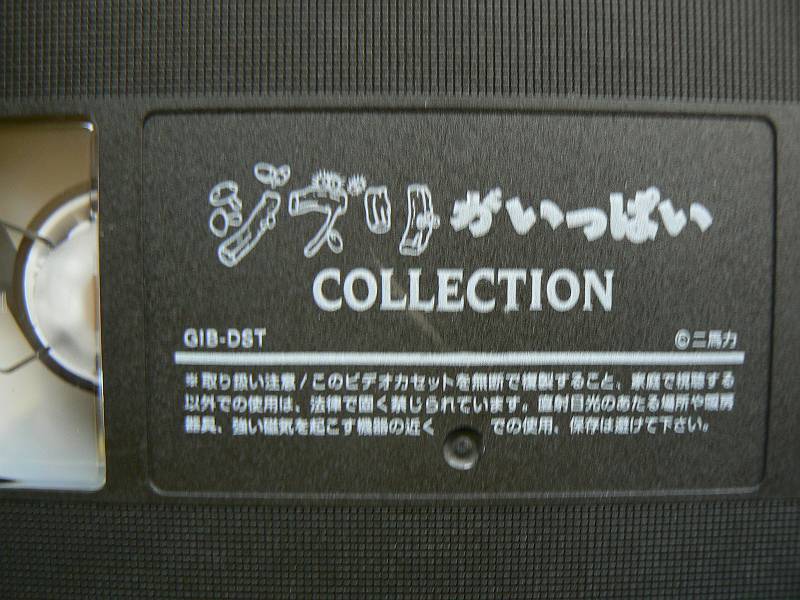 ジブリがいっぱい
COLLECTION
GIB-DST ©二馬力
※取り扱い注意/このビデオカセットを無断で複製すること、家庭で視聴する
以外での使用は、法律で固く禁じられています。直射日光のあたる場所や暖房
器具、強い磁気を起こす機器の近く での使用、保存は避けて下さい。